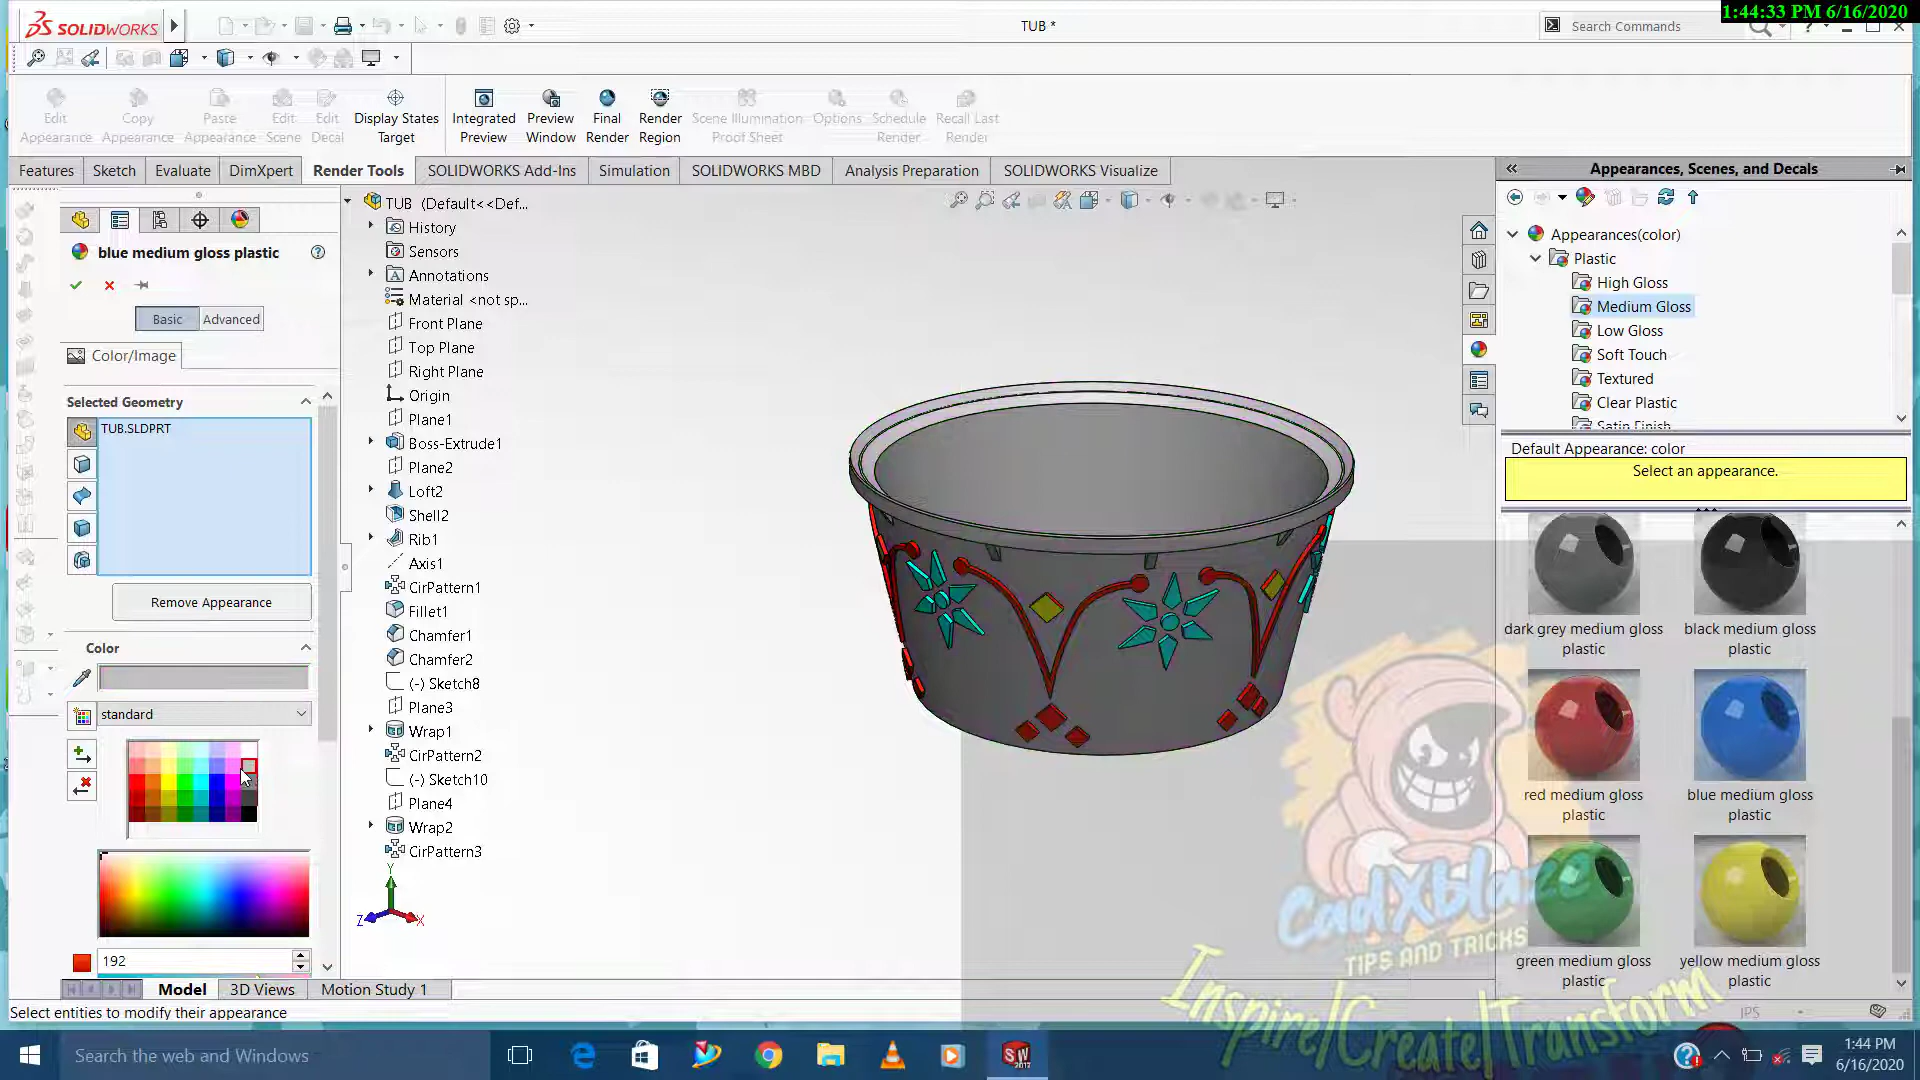 1:44:33 PM 6/16/2020
SOLIDWORKS
TUB *
Search Commands
Edit Appearance
Copy Appearance
Paste Appearance
Edit Scene
Edit Decal
Display States Target
Integrated Preview
Preview Window
Final Render
Render Region
Scene Illumination Proof Sheet
Options
Schedule Render
Recall Last Render
Features
Sketch
Evaluate
DimXpert
Render Tools
SOLIDWORKS Add-Ins
Simulation
SOLIDWORKS MBD
Analysis Preparation
SOLIDWORKS Visualize
blue medium gloss plastic
Basic
Advanced
Color/Image
Selected Geometry
TUB.SLDPRT
Remove Appearance
Color
standard
192
TUB (Default<<Def...
History
Sensors
Annotations
Material <not sp...
Front Plane
Top Plane
Right Plane
Origin
Plane1
Boss-Extrude1
Plane2
Loft2
Shell2
Rib1
Axis1
CirPattern1
Fillet1
Chamfer1
Chamfer2
(-) Sketch8
Plane3
Wrap1
CirPattern2
(-) Sketch10
Plane4
Wrap2
CirPattern3
Y
Z
X
Appearances, Scenes, and Decals
Appearances(color)
Plastic
High Gloss
Medium Gloss
Low Gloss
Soft Touch
Textured
Clear Plastic
Satin Finish
Default Appearance: color
Select an appearance.
dark grey medium gloss plastic
black medium gloss plastic
red medium gloss plastic
blue medium gloss plastic
green medium gloss plastic
yellow medium gloss plastic
CadXblaze
TIPS AND TRICKS
Inspire/Create/Transform
Model
3D Views
Motion Study 1
Select entities to modify their appearance
IPS
Search the web and Windows
SW
2017
1:44 PM
6/16/2020